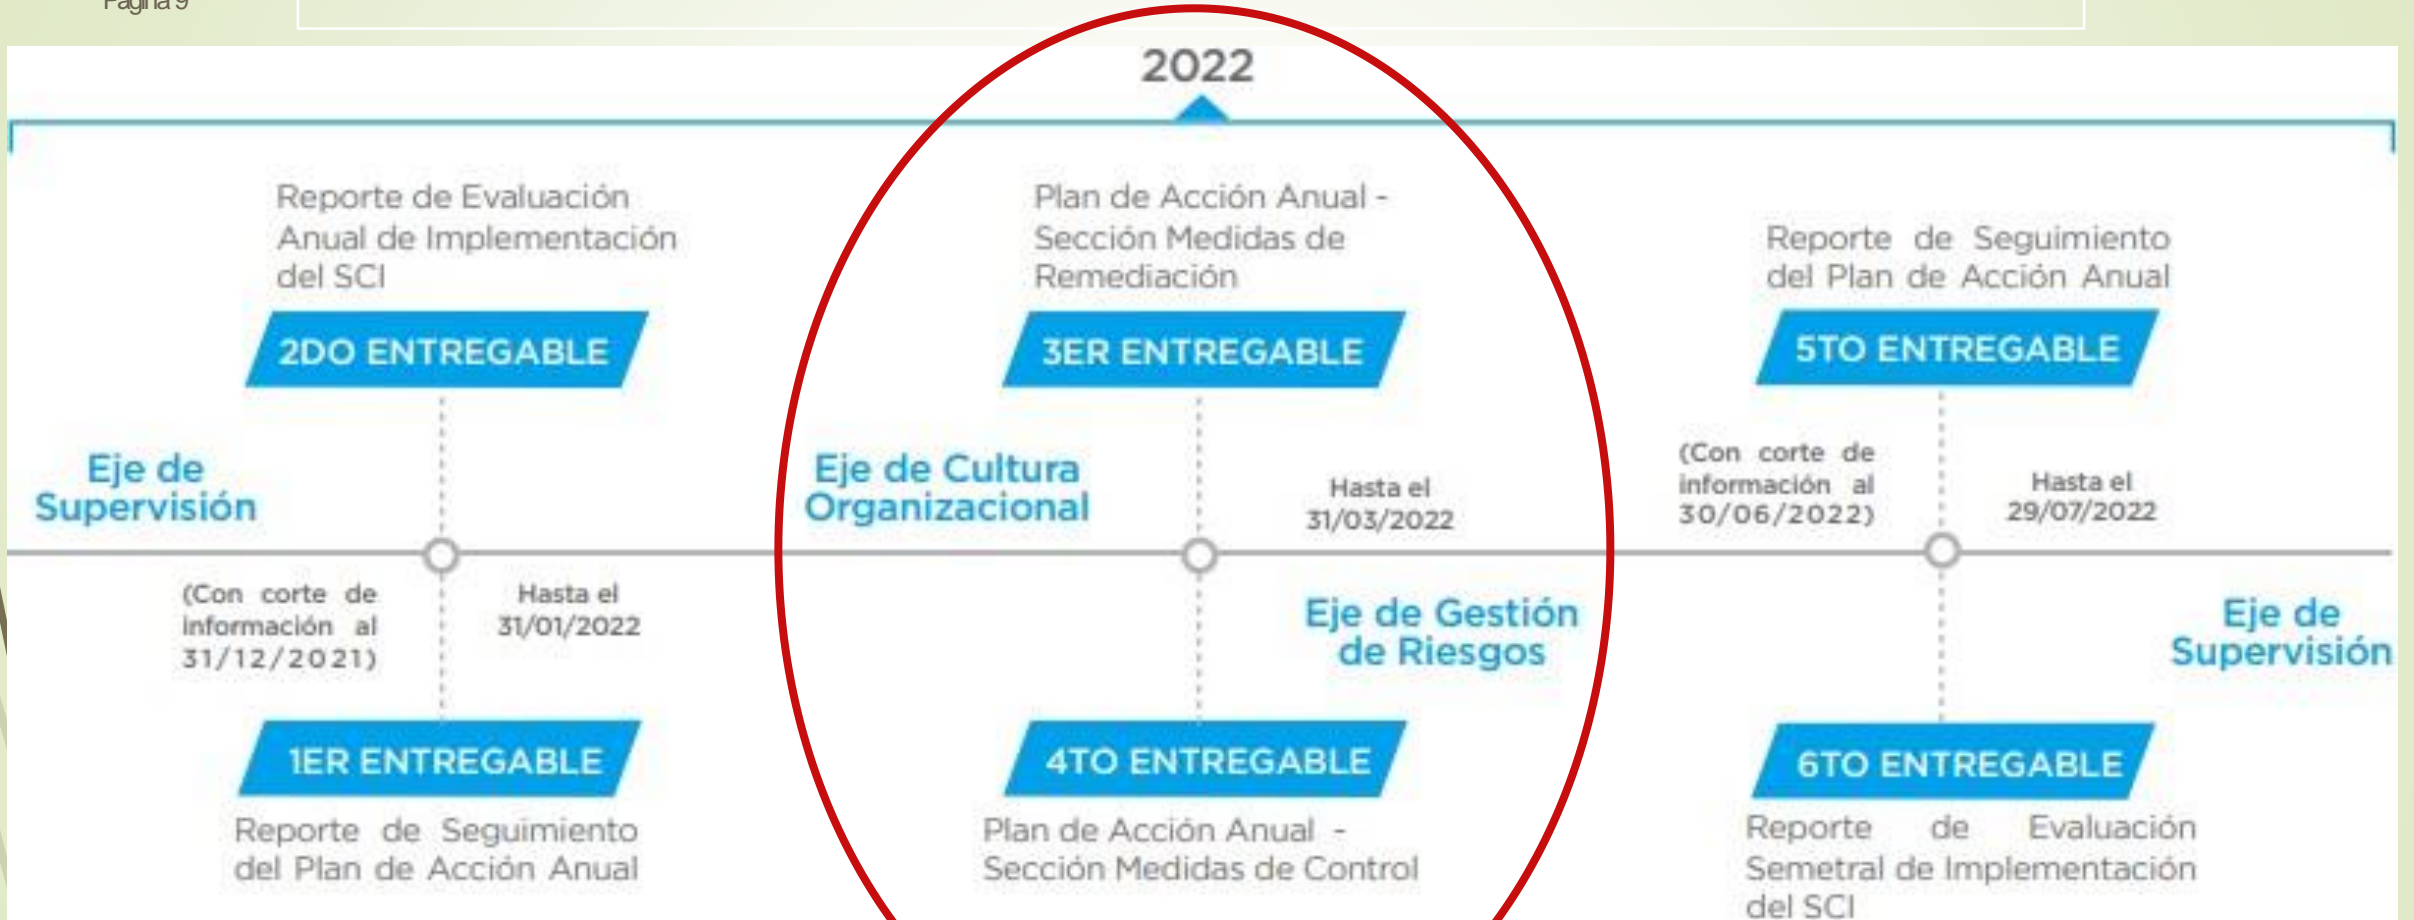 Página 9
2022
Reporte de Evaluación
Anual de Implementación
del SCI
2DO ENTREGABLE
Eje de
Supervisión
(Con corte de
información al
31/12/2021)
Hasta el
31/01/2022
1ER ENTREGABLE
Reporte de Seguimiento
del Plan de Acción Anual
Plan de Acción Anual -
Sección Medidas de
Remediación
3ER ENTREGABLE
Eje de Cultura
Organizacional
Hasta el
31/03/2022
Eje de Gestión
de Riesgos
4TO ENTREGABLE
Plan de Acción Anual -
Sección Medidas de Control
Reporte de Seguimiento
del Plan de Acción Anual
5TO ENTREGABLE
(Con corte de
información al
30/06/2022)
Hasta el
29/07/2022
Eje de
Supervisión
6TO ENTREGABLE
Reporte de Evaluación
Semetral de Implementación
del SCI